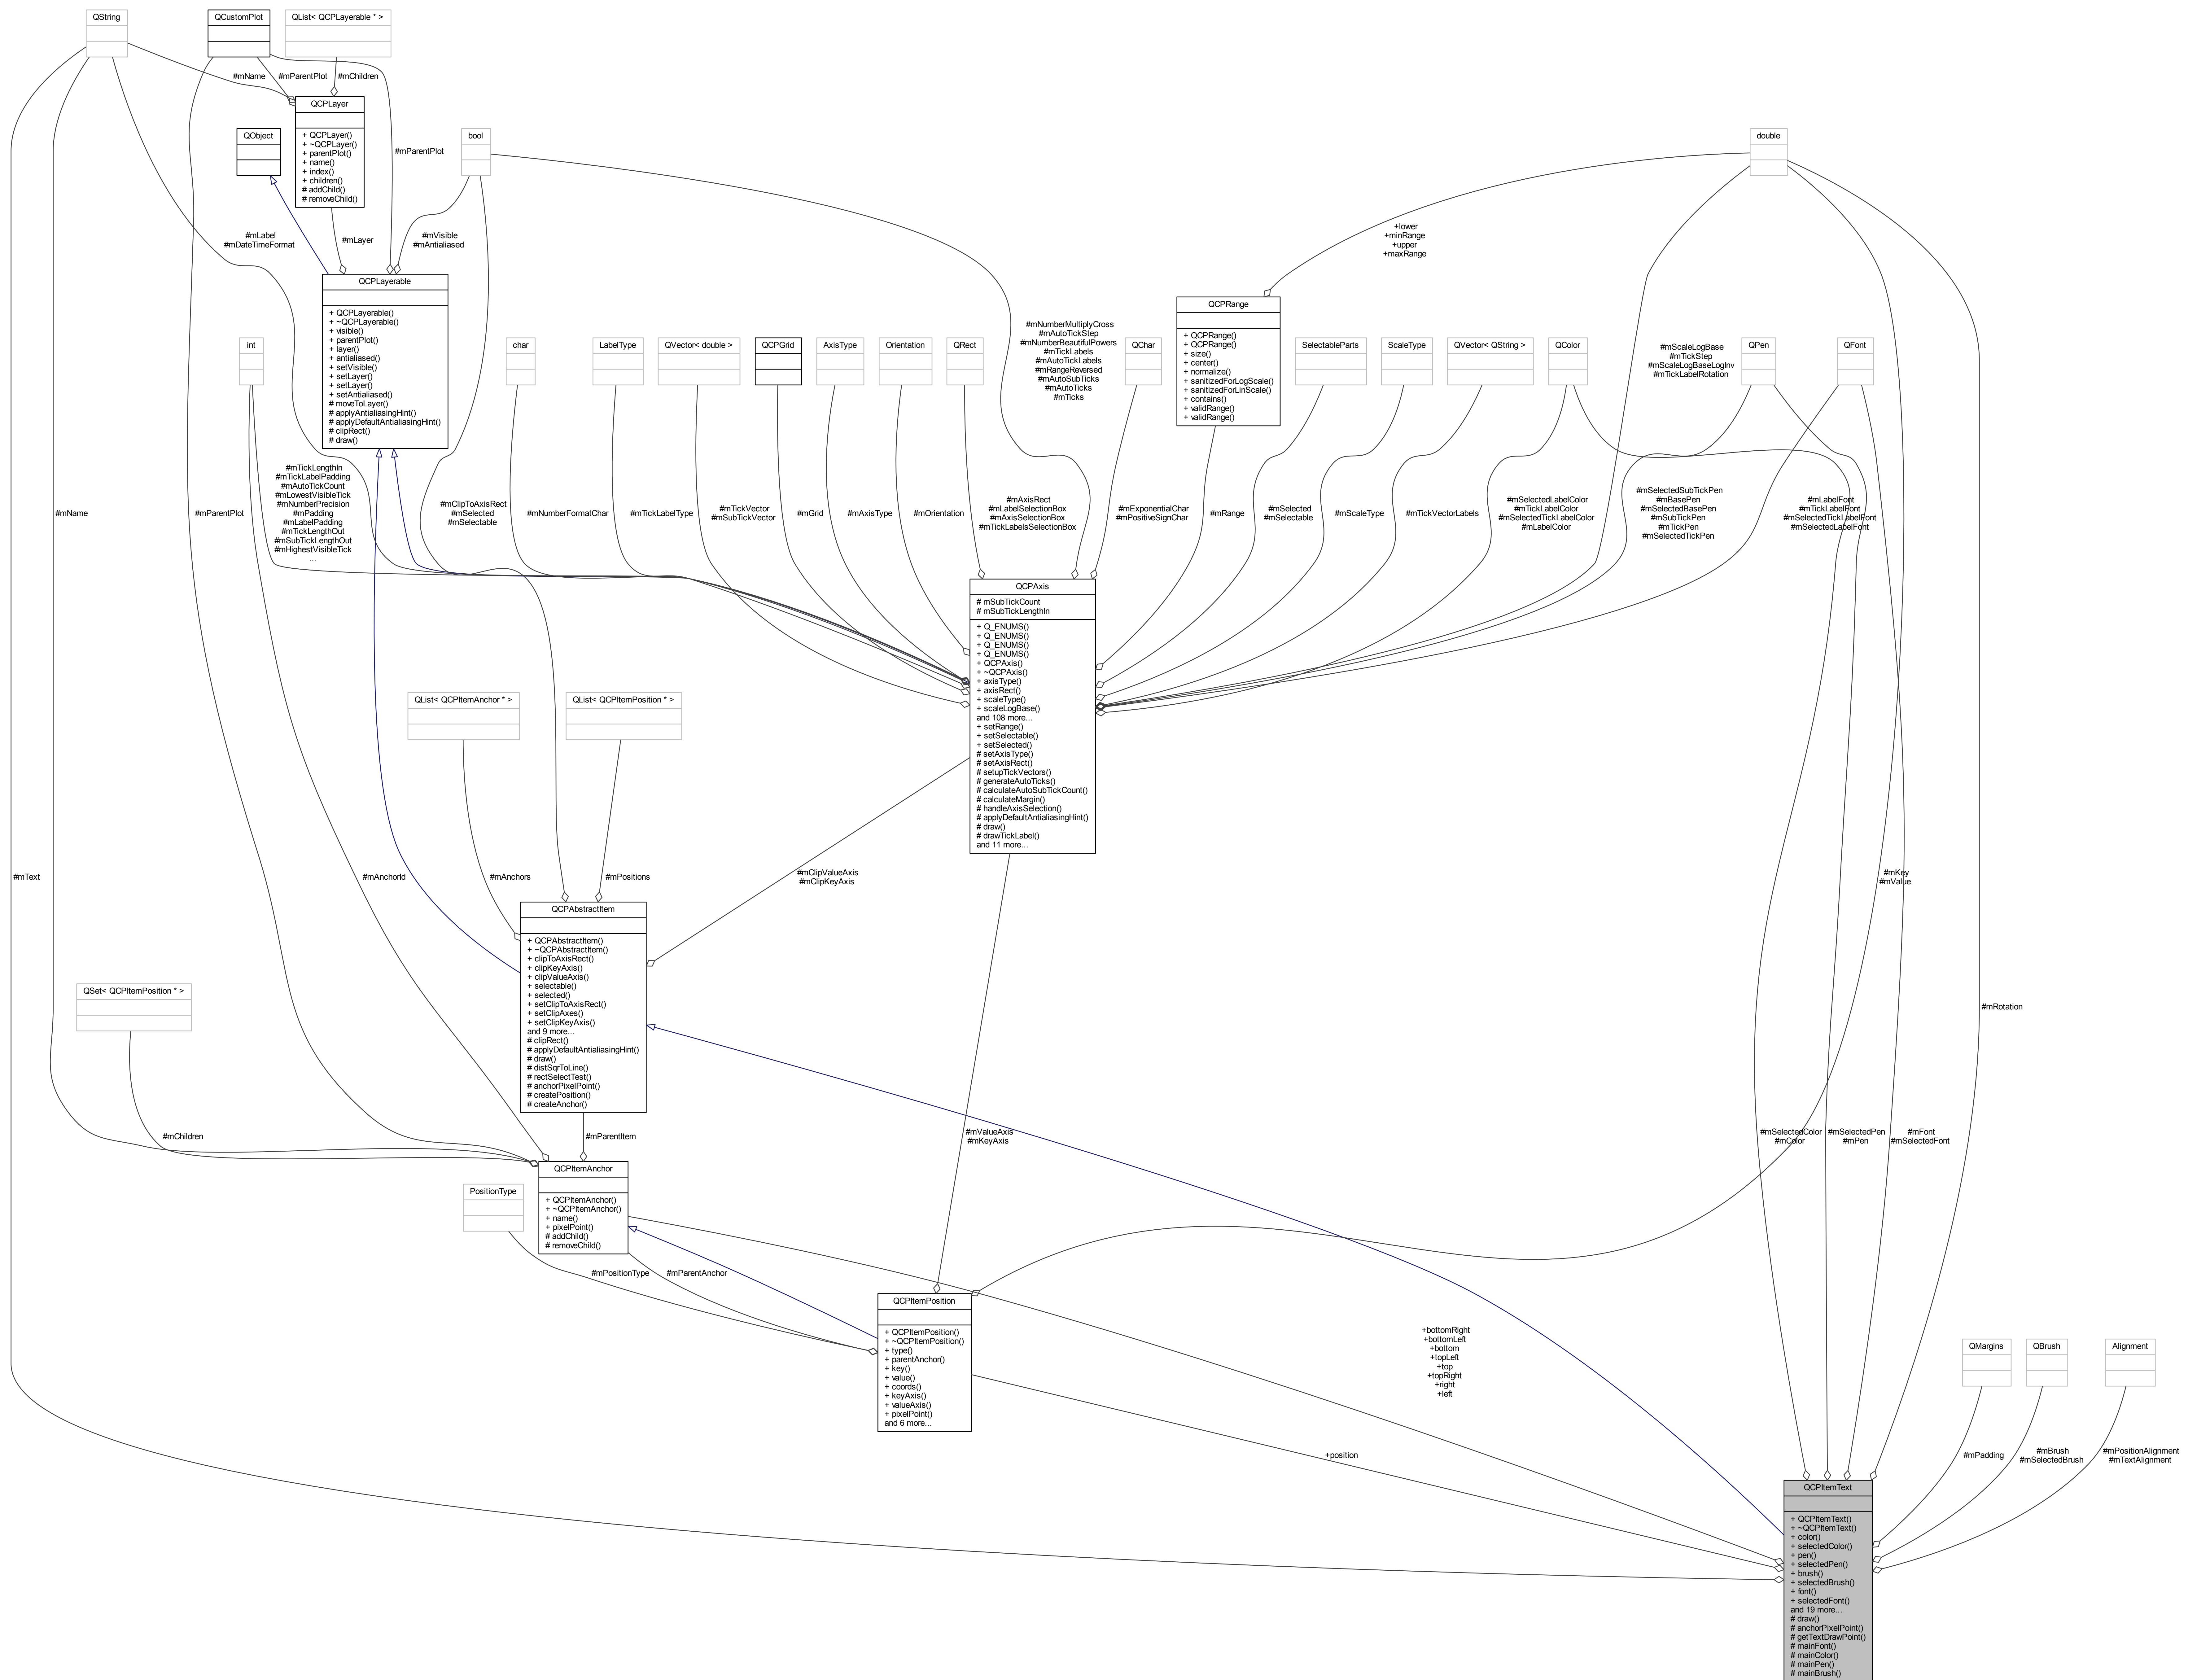 QString
QCustomPlot
QList< QCPLayerable * >
#mName
#mParentPlot
#mChildren
QCPLayer
+ QCPLayer()
+ ~QCPLayer()
+ parentPlot()
+ name()
+ index()
+ children()
# addChild()
# removeChild()
QObject
bool
double
#mParentPlot
#mLabel
#mDateTimeFormat
#mLayer
#mVisible
#mAntialiased
+lower
+minRange
+upper
+maxRange
QCPLayerable
+ QCPLayerable()
+ ~QCPLayerable()
+ visible()
+ parentPlot()
+ layer()
+ antialiased()
+ setVisible()
+ setLayer()
+ setLayer()
+ setAntialiased()
# moveToLayer()
# applyAntialiasingHint()
# applyDefaultAntialiasingHint()
# clipRect()
# draw()
int
char
LabelType
QVector< double >
QCPGrid
AxisType
Orientation
QRect
#mNumberMultiplyCross
#mAutoTickStep
#mNumberBeautifulPowers
#mTickLabels
#mAutoTickLabels
#mRangeReversed
#mAutoSubTicks
#mAutoTicks
#mTicks
QChar
QCPRange
+ QCPRange()
+ QCPRange()
+ size()
+ center()
+ normalize()
+ sanitizedForLogScale()
+ sanitizedForLinScale()
+ contains()
+ validRange()
+ validRange()
SelectableParts
ScaleType
QVector< QString >
QColor
#mScaleLogBase
#mTickStep
#mScaleLogBaseLogInv
#mTickLabelRotation
QPen
QFont
#mTickLengthIn
#mTickLabelPadding
#mAutoTickCount
#mLowestVisibleTick
#mNumberPrecision
#mPadding
#mLabelPadding
#mTickLengthOut
#mSubTickLengthOut
#mHighestVisibleTick
...
#mName
#mParentPlot
#mClipToAxisRect
#mSelected
#mSelectable
#mNumberFormatChar
#mTickLabelType
#mTickVector
#mSubTickVector
#mGrid
#mAxisType
#mOrientation
#mAxisRect
#mLabelSelectionBox
#mAxisSelectionBox
#mTickLabelsSelectionBox
#mExponentialChar
#mPositiveSignChar
#mRange
#mSelected
#mSelectable
#mScaleType
#mTickVectorLabels
#mSelectedLabelColor
#mTickLabelColor
#mSelectedTickLabelColor
#mLabelColor
#mSelectedSubTickPen
#mBasePen
#mSelectedBasePen
#mSubTickPen
#mTickPen
#mSelectedTickPen
#mLabelFont
#mTickLabelFont
#mSelectedTickLabelFont
#mSelectedLabelFont
QCPAxis
# mSubTickCount
# mSubTickLengthIn
+ Q_ENUMS()
+ Q_ENUMS()
+ Q_ENUMS()
+ Q_ENUMS()
+ QCPAxis()
+ ~QCPAxis()
+ axisType()
+ axisRect()
+ scaleType()
+ scaleLogBase()
and 108 more...
+ setRange()
+ setSelectable()
+ setSelected()
# setAxisType()
# setAxisRect()
# setupTickVectors()
# generateAutoTicks()
# calculateAutoSubTickCount()
# calculateMargin()
# handleAxisSelection()
# applyDefaultAntialiasingHint()
# draw()
# drawTickLabel()
and 11 more...
QList< QCPItemAnchor * >
QList< QCPItemPosition * >
#mText
#mAnchorId
#mAnchors
#mPositions
#mClipValueAxis
#mClipKeyAxis
#mKey
#mValue
QCPAbstractItem
+ QCPAbstractItem()
+ ~QCPAbstractItem()
+ clipToAxisRect()
+ clipKeyAxis()
+ clipValueAxis()
+ selectable()
+ selected()
+ setClipToAxisRect()
+ setClipAxes()
+ setClipKeyAxis()
and 9 more...
# clipRect()
# applyDefaultAntialiasingHint()
# draw()
# distSqrToLine()
# rectSelectTest()
# anchorPixelPoint()
# createPosition()
# createAnchor()
QSet< QCPItemPosition * >
#mRotation
#mChildren
#mParentItem
#mValueAxis
#mKeyAxis
#mSelectedColor
#mColor
#mSelectedPen
#mPen
#mFont
#mSelectedFont
QCPItemAnchor
+ QCPItemAnchor()
+ ~QCPItemAnchor()
+ name()
+ pixelPoint()
# addChild()
# removeChild()
PositionType
#mPositionType
#mParentAnchor
QCPItemPosition
+ QCPItemPosition()
+ ~QCPItemPosition()
+ type()
+ parentAnchor()
+ key()
+ value()
+ coords()
+ keyAxis()
+ valueAxis()
+ pixelPoint()
and 6 more...
+bottomRight
+bottomLeft
+bottom
+topLeft
+top
+topRight
+right
+left
QMargins
QBrush
Alignment
+position
#mPadding
#mBrush
#mSelectedBrush
#mPositionAlignment
#mTextAlignment
QCPItemText
+ QCPItemText()
+ ~QCPItemText()
+ color()
+ selectedColor()
+ pen()
+ selectedPen()
+ brush()
+ selectedBrush()
+ font()
+ selectedFont()
and 19 more...
# draw()
# anchorPixelPoint()
# getTextDrawPoint()
# mainFont()
# mainColor()
# mainPen()
# mainBrush()